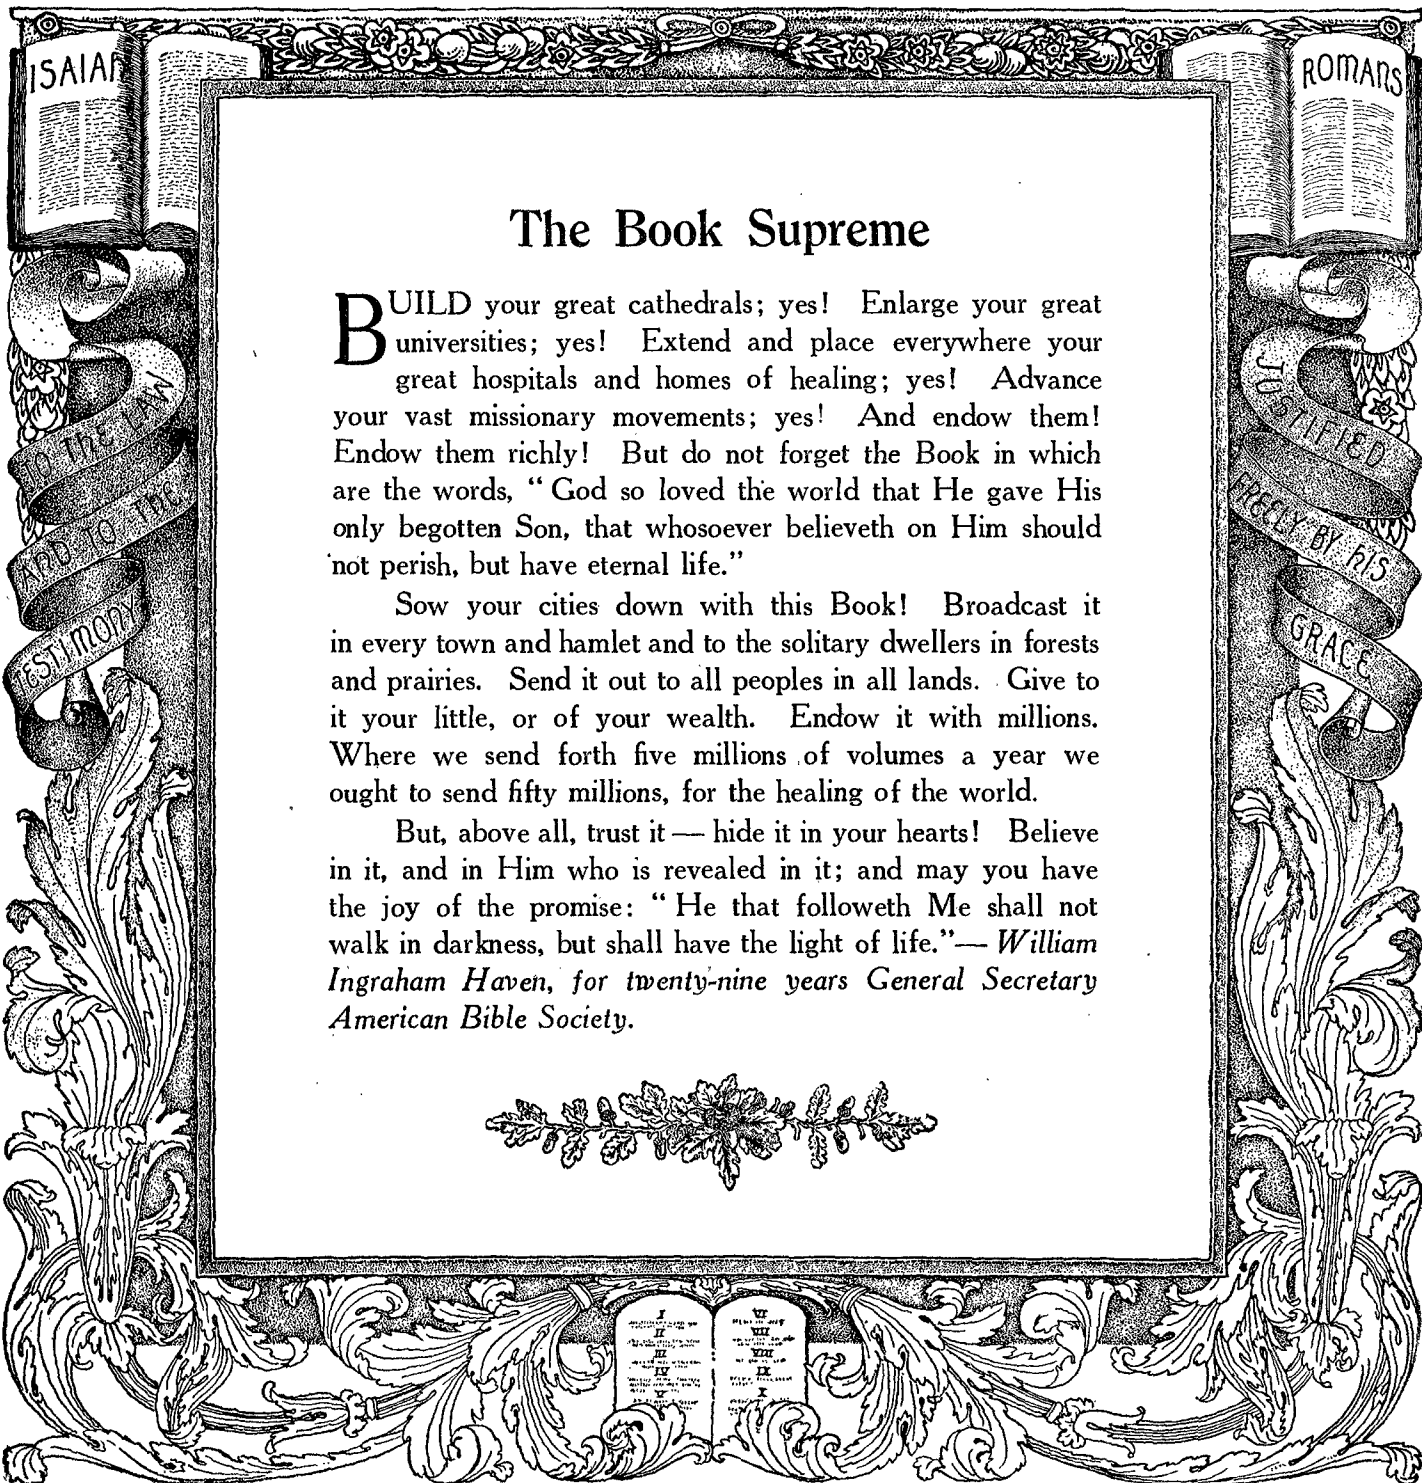 ISAIAH
ROMANS
The Book Supreme
BUILD your great cathedrals; yes! Enlarge your great
universities; yes! Extend and place everywhere your
great hospitals and homes of healing; yes! Advance
your vast missionary movements; yes! And endow them!
Endow them richly! But do not forget the Book in which
are the words, “God so loved the world that He gave His
only begotten Son, that whosoever believeth on Him should
not perish, but have eternal life.”
Sow your cities down with this Book! Broadcast it
in every town and hamlet and to the solitary dwellers in forests
and prairies. Send it out to all peoples in all lands. Give to
it your little, or of your wealth. Endow it with millions.
Where we send forth five millions of volumes a year we
ought to send fifty millions, for the healing of the world.
But, above all, trust it — hide it in your hearts! Believe
in it, and in Him who is revealed in it; and may you have
the joy of the promise: “He that followeth Me shall not
walk in darkness, but shall have the light of life.”— William
Ingraham Haven, for twenty-nine years General Secretary
American Bible Society.
TO THE LAW
AND TO THE
TESTIMONY
JUSTIFIED
FREELY BY HIS
GRACE
I
II
III
IV
V
VI
VII
VIII
IX
X